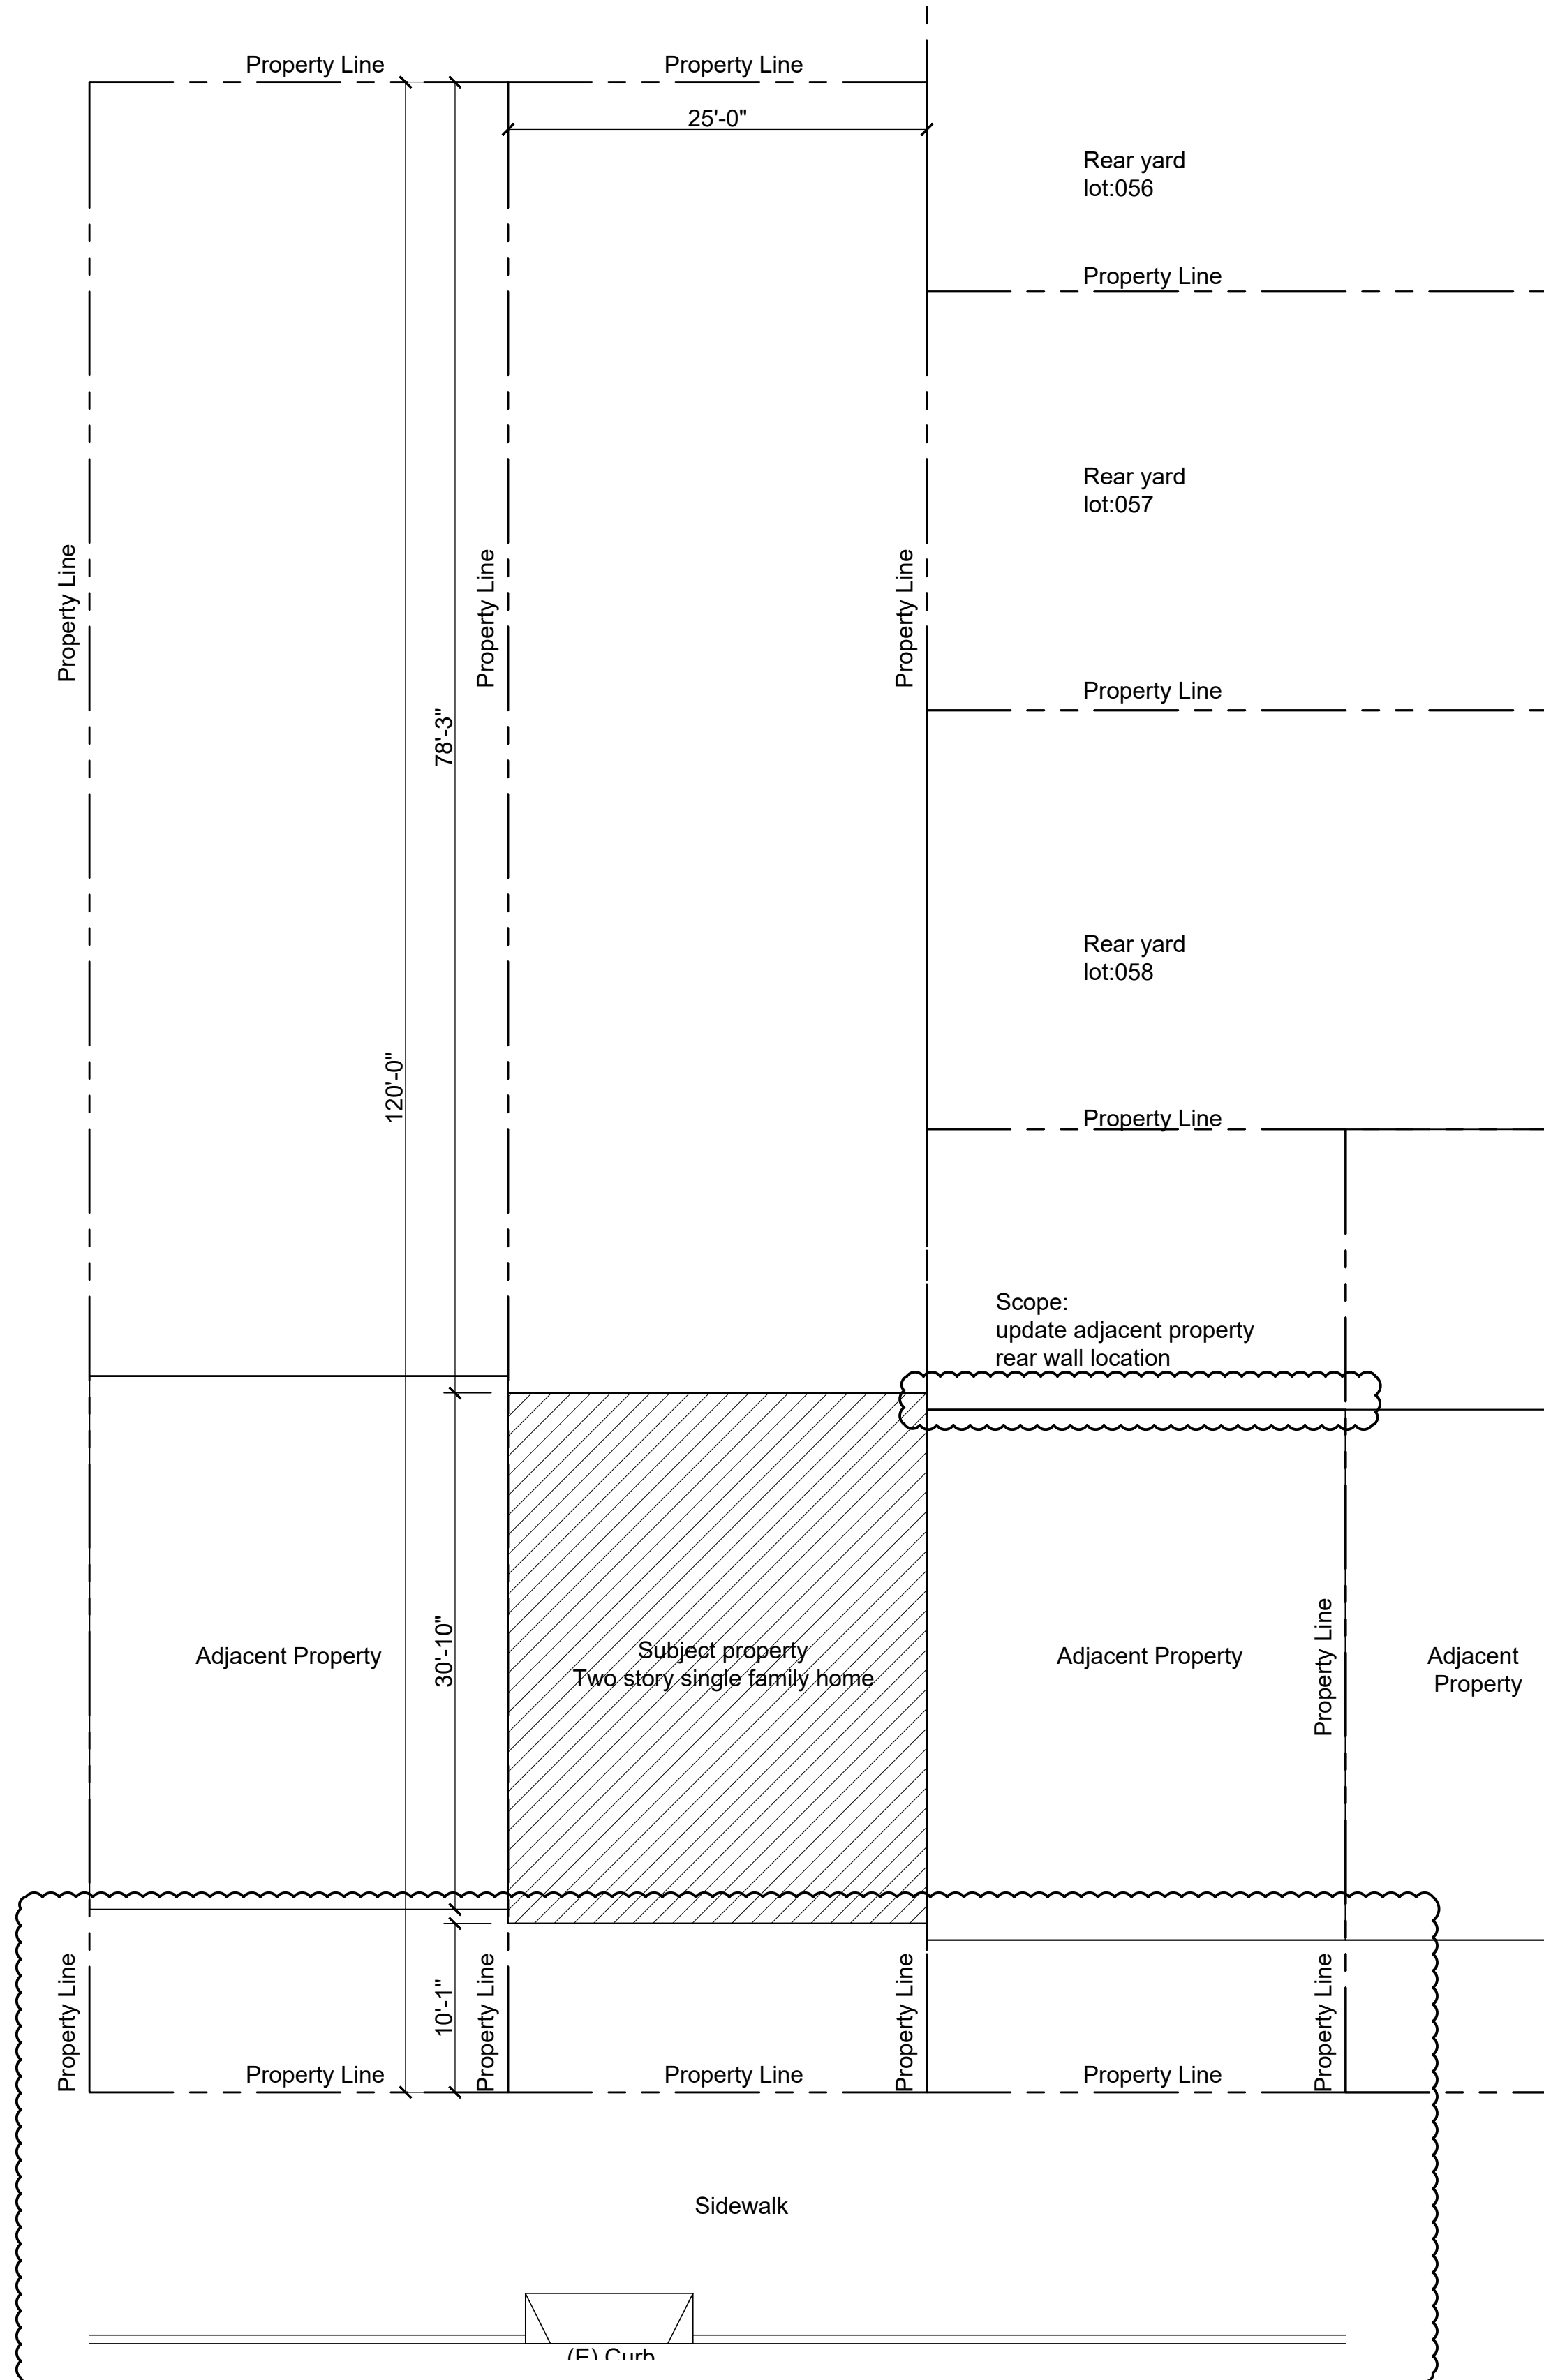 Property Line
Property Line
25'-0"
Rear yard
lot:056
Property Line
Rear yard
lot:057
Property Line
Property Line
Property Line
Property Line
78'-3"
Rear yard
lot:058
120'-0"
Property Line
Scope:
update adjacent property
rear wall location
Adjacent Property
30'-10"
Subject property
Two story single family home
Adjacent Property
Property Line
Adjacent
Property
Property Line
10'-1"
Property Line
Property Line
Property Line
Property Line
Property Line
Property Line
Sidewalk
(E) Curb